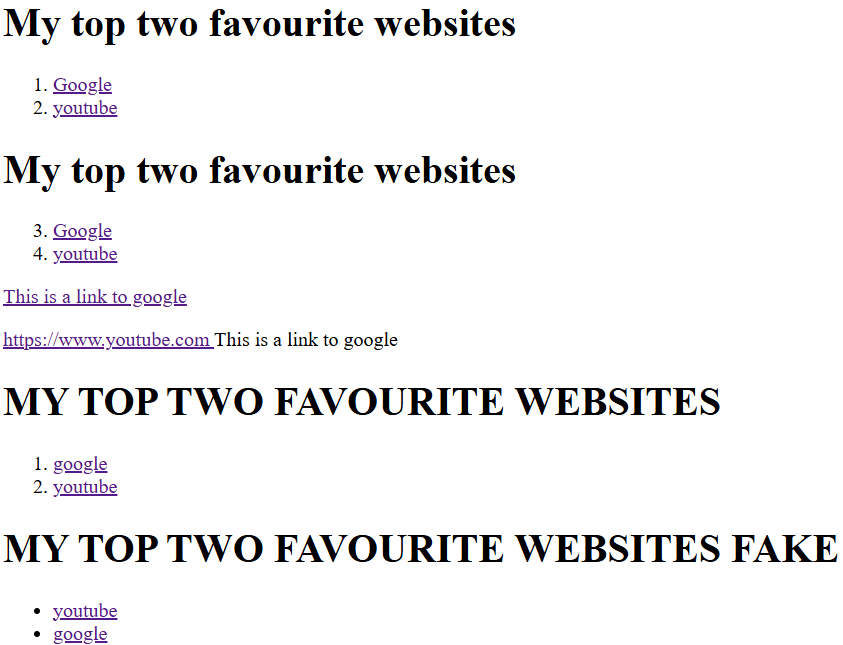 My top two favourite websites
1. Google
2. youtube
My top two favourite websites
3. Google
4. youtube
This is a link to google
https://www.youtube.com This is a link to google
MY TOP TWO FAVOURITE WEBSITES
1. google
2. youtube
MY TOP TWO FAVOURITE WEBSITES FAKE
• youtube
• google